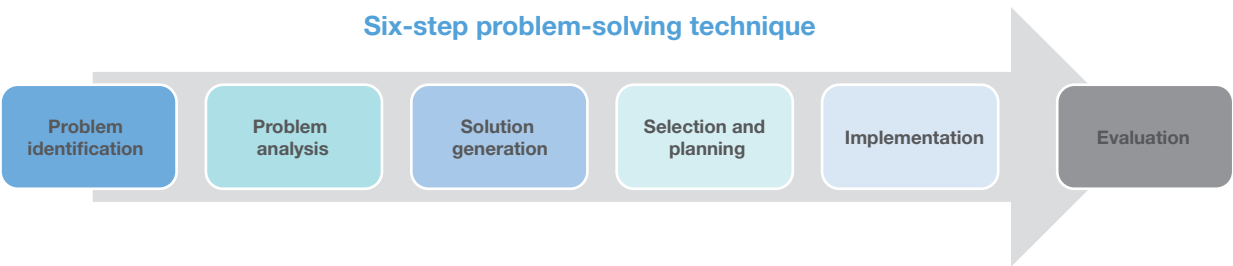 Six-step problem-solving technique
Problem
identification
Problem
analysis
Solution
generation
Selection and
planning
Implementation
Evaluation